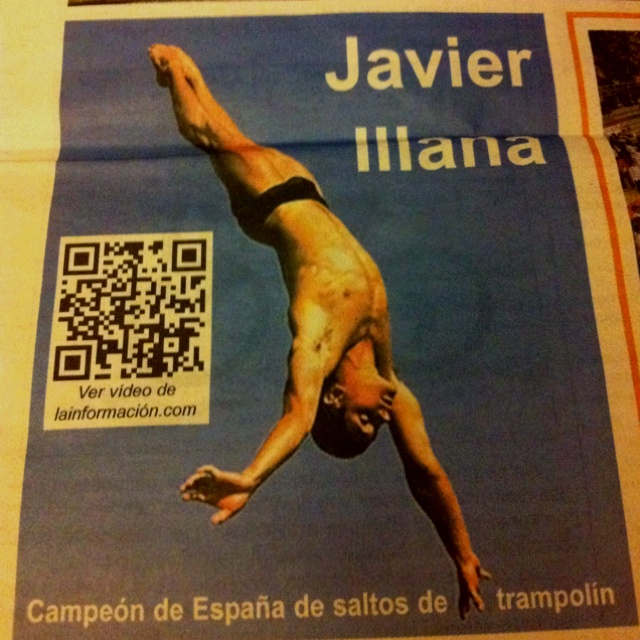 Javier
Illana
Ver vídeo de
lainformación.com
Campeón de España de saltos de trampolín